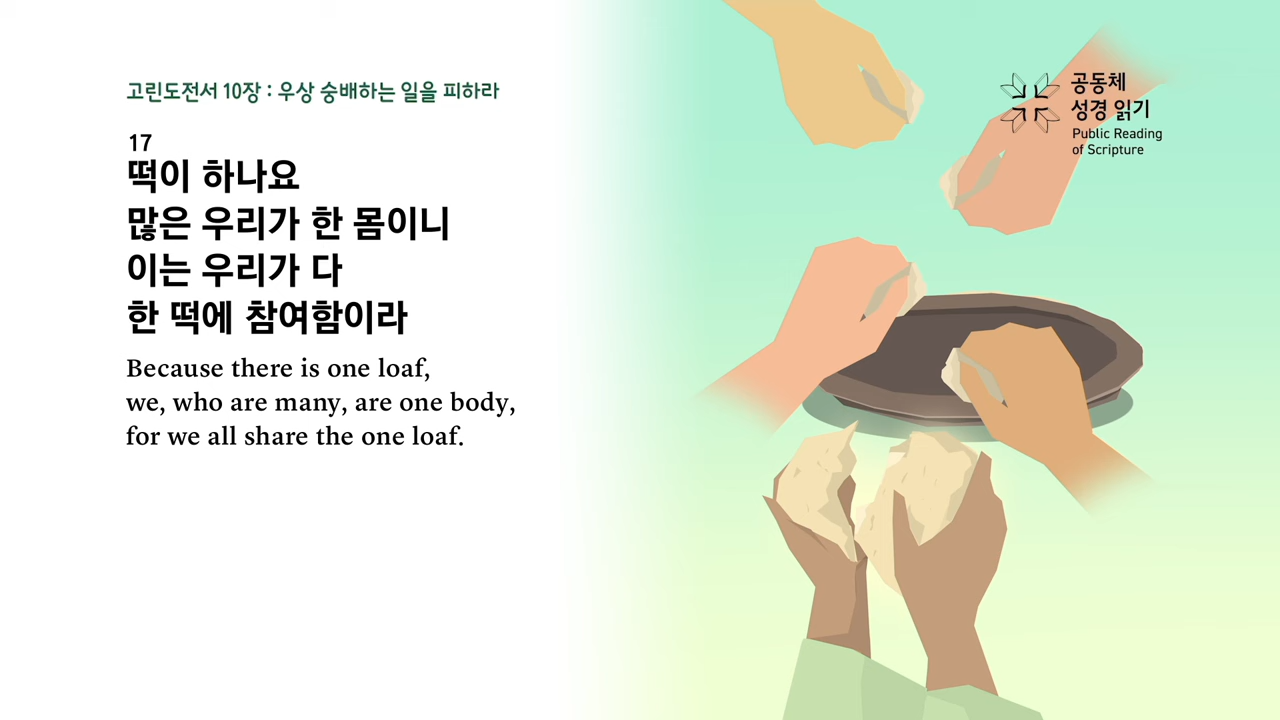 고린도전서 10장 : 우상 숭배하는 일을 피하라
17
떡이 하나요
많은 우리가 한 몸이니
이는 우리가 다
한 떡에 참여함이라
Because there is one loaf,
we, who are many, are one body,
for we all share the one loaf.
공동체
성경 읽기
Public Reading
of Scripture